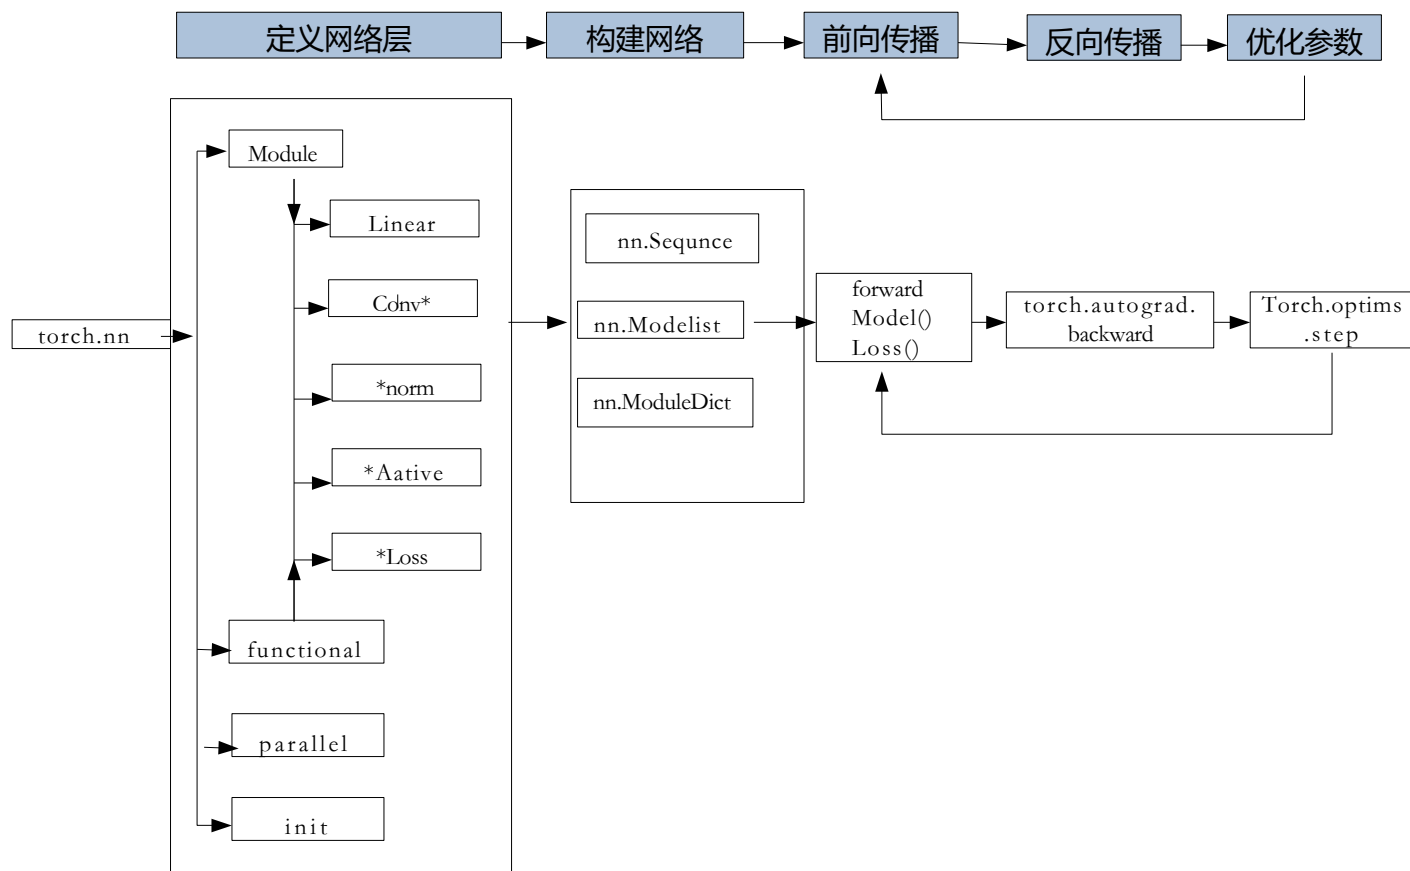 定义网络层
构建网络
前向传播
反向传播
优化参数
torch.nn
Module
Linear
Conv*
*norm
*Aative
*Loss
functional
parallel
init
nn.Sequnce
nn.Modelist
nn.ModuleDict
forward
Model()
Loss()
torch.autograd.
backward
Torch.optims
.step